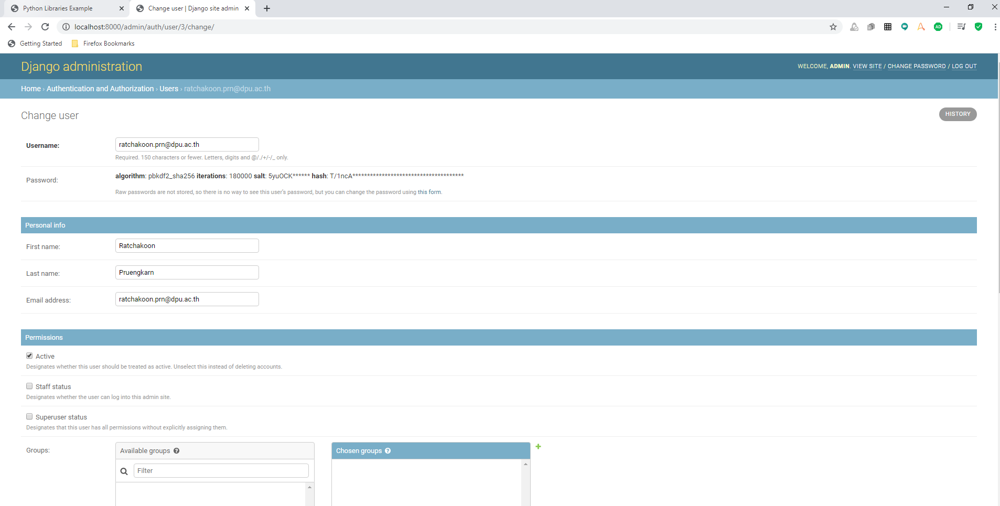 Python Libraries Example
Change user | Django site admin
localhost:8000/admin/auth/user/3/change/
AD
Getting Started
Firefox Bookmarks
Django administration
WELCOME, ADMIN. VIEW SITE / CHANGE PASSWORD / LOG OUT
Home › Authentication and Authorization › Users › ratchakoon.prn@dpu.ac.th
Change user
HISTORY
Username:
ratchakoon.prn@dpu.ac.th
Required. 150 characters or fewer. Letters, digits and @/./+/-/_ only.
Password:
algorithm: pbkdf2_sha256 iterations: 180000 salt: 5yuOCK****** hash: T/1ncA**************************************
Raw passwords are not stored, so there is no way to see this user’s password, but you can change the password using this form.
Personal info
First name:
Ratchakoon
Last name:
Pruengkarn
Email address:
ratchakoon.prn@dpu.ac.th
Permissions
Active
Designates whether this user should be treated as active. Unselect this instead of deleting accounts.
Staff status
Designates whether the user can log into this admin site.
Superuser status
Designates that this user has all permissions without explicitly assigning them.
Groups:
Available groups ?
Filter
Chosen groups ?